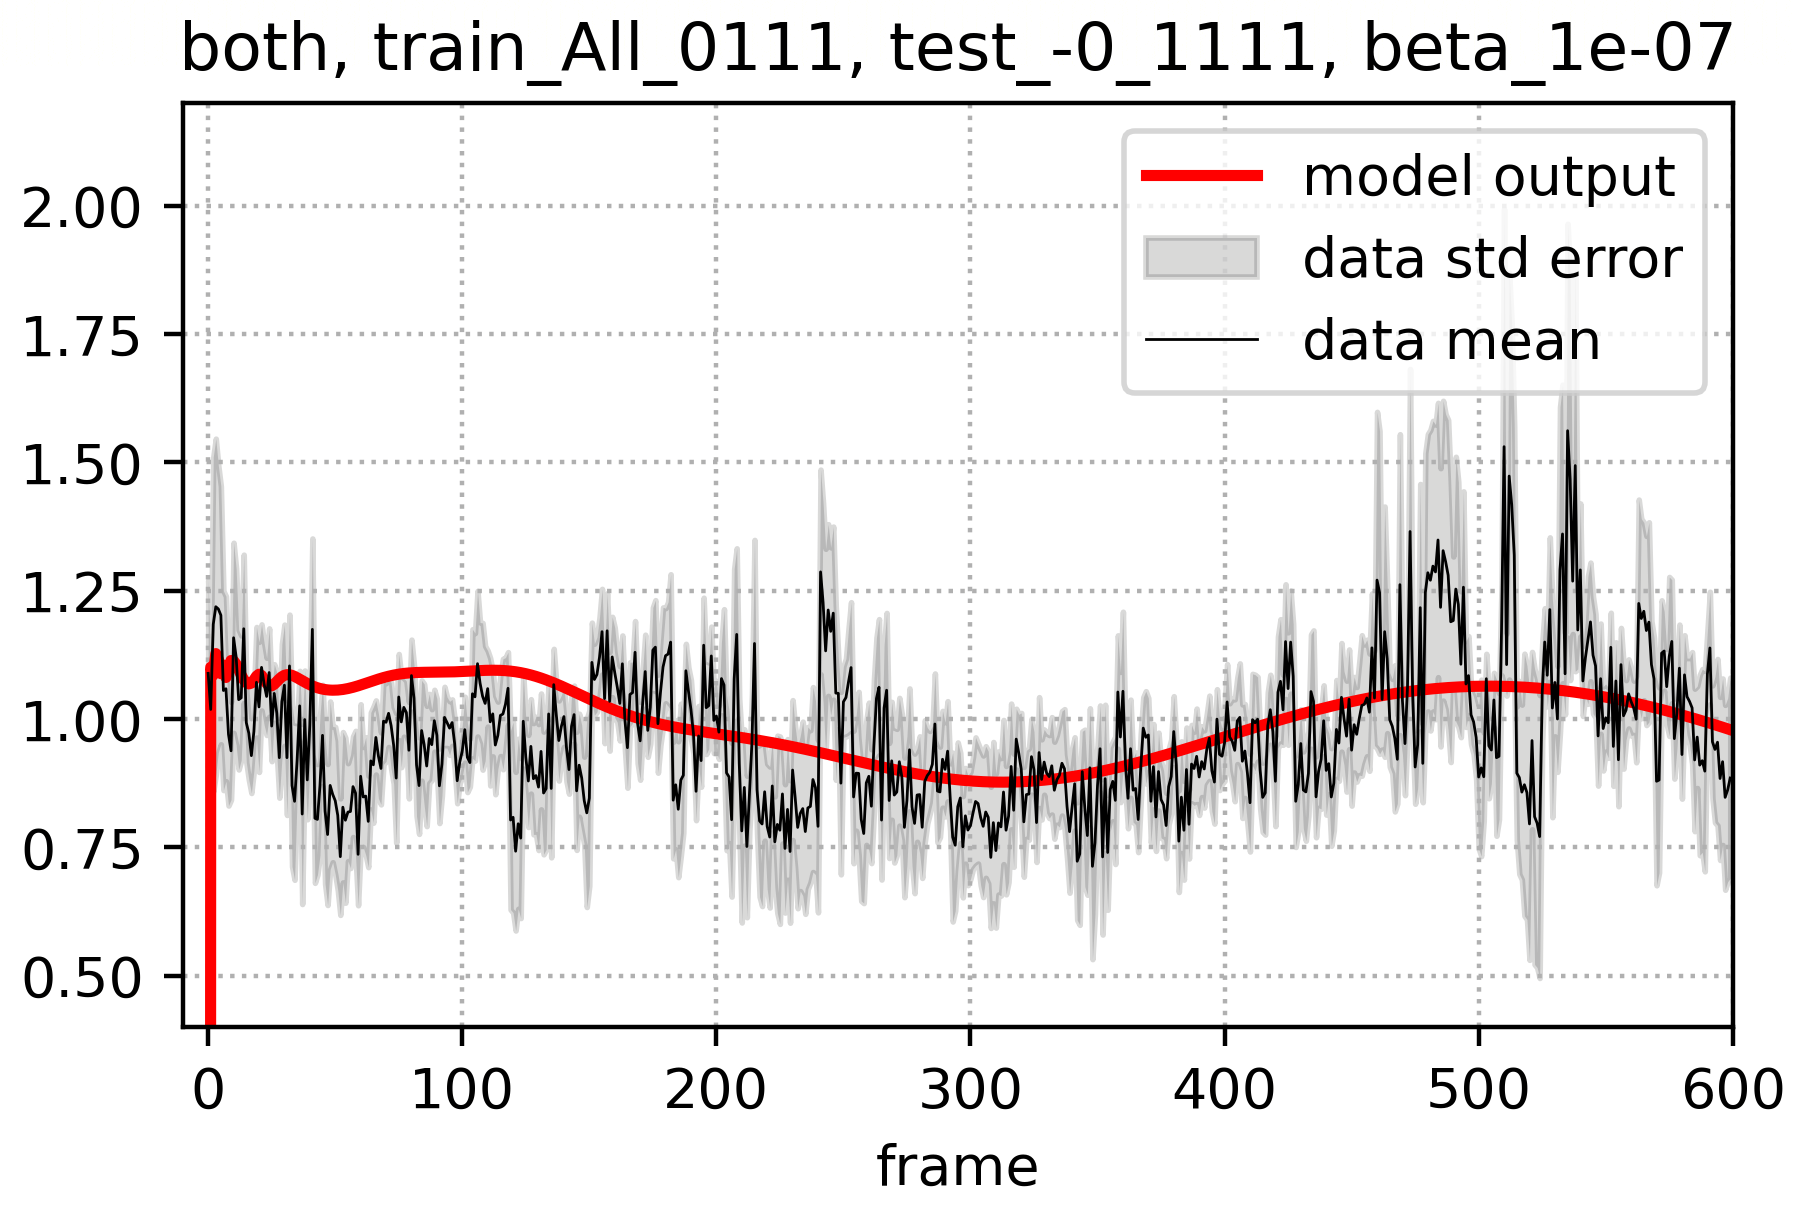 both, train_All_0111, test_-0_1111, beta_1e-07
model output
data std error
data mean
2.00
1.75
1.50
1.25
1.00
0.75
0.50
0 100 200 300 400 500 600
frame